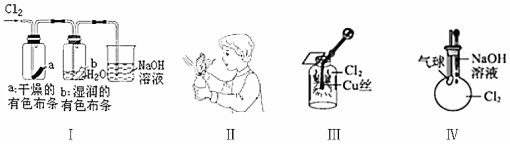 Cl2
a
b
H2O
NaOH
溶液
a:干燥的
有色布条
b:湿润的
有色布条
Ⅰ
Ⅱ
Cl2
Cu丝
Ⅲ
气球
NaOH
溶液
Cl2
Ⅳ